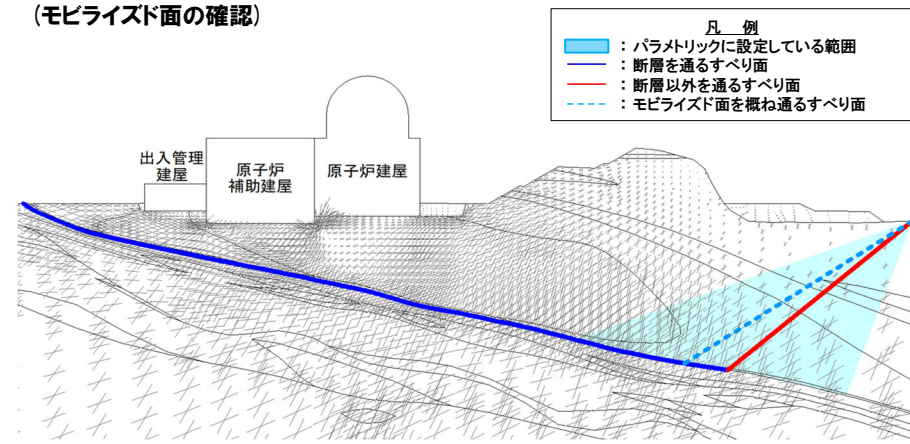 (モビライズド面の確認)
凡 例
: パラメトリックに設定している範囲
: 断層を通るすべり面
: 断層以外を通るすべり面
: モビライズド面を概ね通るすべり面
出入管理
建屋
原子炉
補助建屋
原子炉建屋